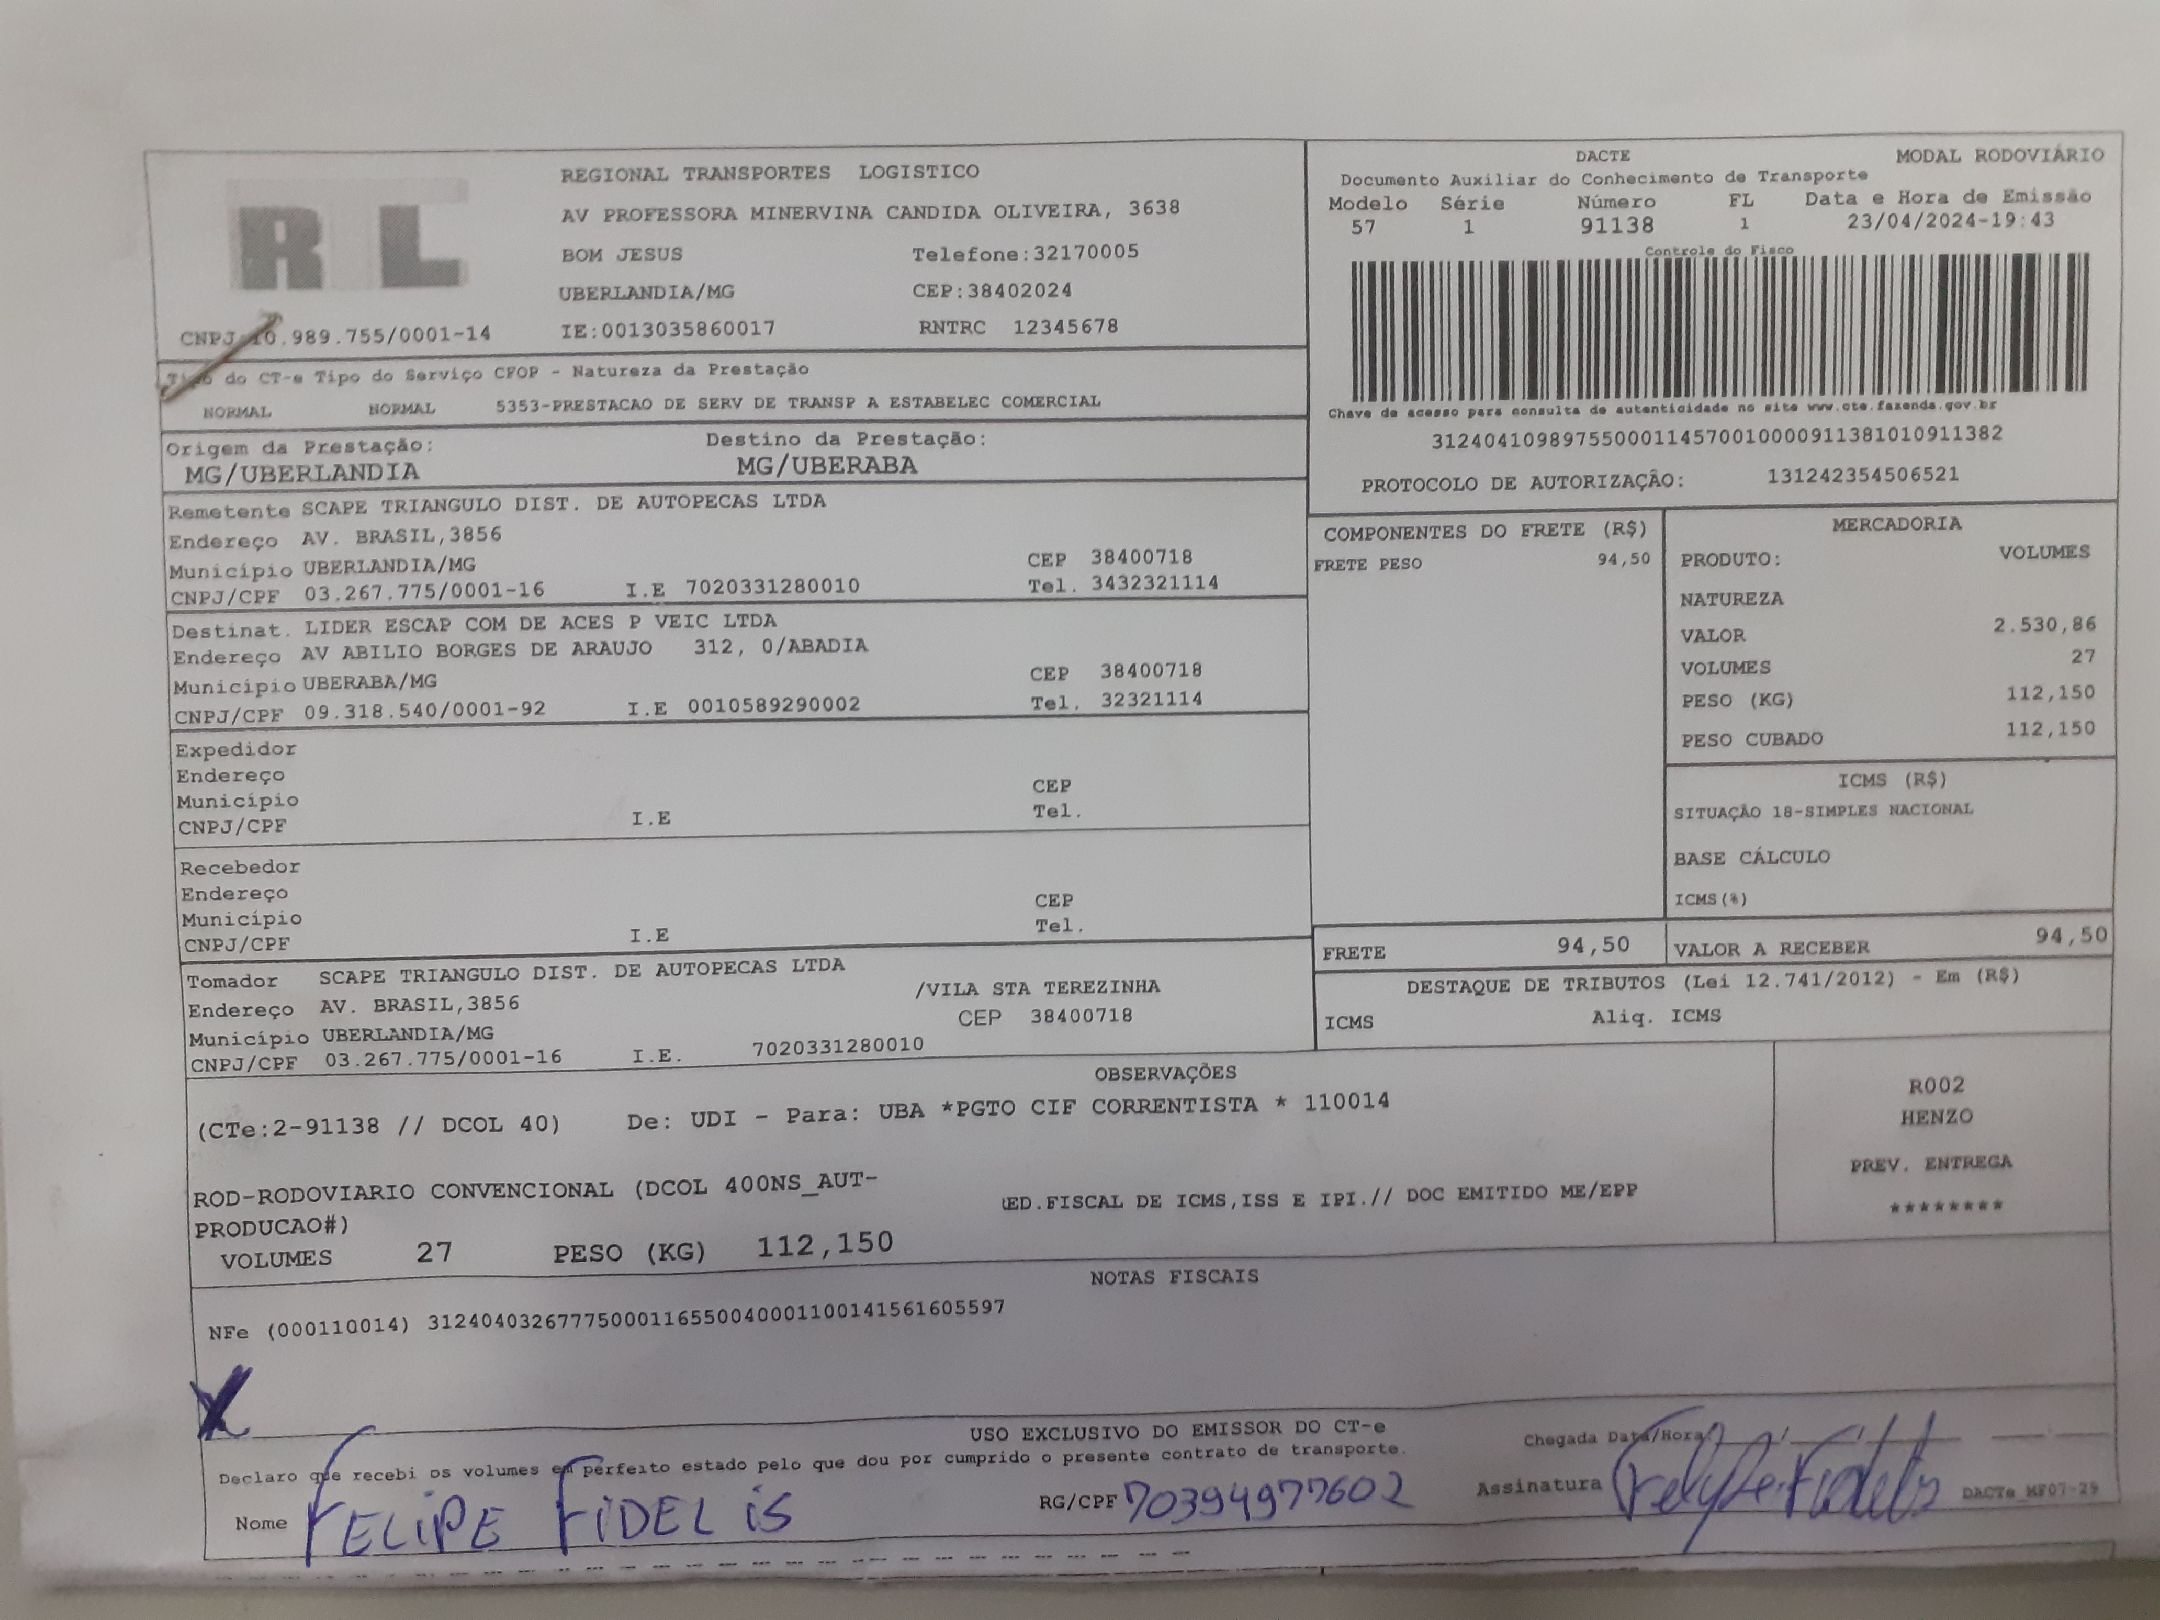 RL
REGIONAL TRANSPORTES LOGISTICO
AV PROFESSORA MINERVINA CANDIDA OLIVEIRA, 3638
BOM JESUS Telefone:32170005
UBERLANDIA/MG CEP:38402024
CNPJ 10.989.755/0001-14 IE:0013035860017 RNTRC 12345678
DACTE MODAL RODOVIÁRIO
Documento Auxiliar do Conhecimento de Transporte
Modelo Série Número FL Data e Hora de Emissão
57 1 91138 1 23/04/2024-19:43
Controle do Fisco
Chave de acesso para consulta de autenticidade no site www.cte.fazenda.gov.br
31240410989755000114570010000911381010911382
PROTOCOLO DE AUTORIZAÇÃO: 131242354506521
Tipo do CT-e Tipo do Serviço CFOP - Natureza da Prestação
NORMAL NORMAL 5353-PRESTACAO DE SERV DE TRANSP A ESTABELEC COMERCIAL
Origem da Prestação: Destino da Prestação:
MG/UBERLANDIA MG/UBERABA
Remetente SCAPE TRIANGULO DIST. DE AUTOPECAS LTDA
Endereço AV. BRASIL,3856
Município UBERLANDIA/MG CEP 38400718
CNPJ/CPF 03.267.775/0001-16 I.E 7020331280010 Tel. 3432321114
Destinat. LIDER ESCAP COM DE ACES P VEIC LTDA
Endereço AV ABILIO BORGES DE ARAUJO 312, 0/ABADIA
Município UBERABA/MG CEP 38400718
CNPJ/CPF 09.318.540/0001-92 I.E 0010589290002 Tel. 32321114
Expedidor
Endereço
Município CEP
CNPJ/CPF I.E Tel.
Recebedor
Endereço
Município CEP
CNPJ/CPF I.E Tel.
Tomador SCAPE TRIANGULO DIST. DE AUTOPECAS LTDA
Endereço AV. BRASIL,3856 /VILA STA TEREZINHA
Município UBERLANDIA/MG CEP 38400718
CNPJ/CPF 03.267.775/0001-16 I.E. 7020331280010
COMPONENTES DO FRETE (R$)
FRETE PESO 94,50
MERCADORIA
PRODUTO: VOLUMES
NATUREZA
VALOR 2.530,86
VOLUMES 27
PESO (KG) 112,150
PESO CUBADO 112,150
ICMS (R$)
SITUAÇÃO 18-SIMPLES NACIONAL
BASE CÁLCULO
ICMS(%)
FRETE 94,50 VALOR A RECEBER 94,50
DESTAQUE DE TRIBUTOS (Lei 12.741/2012) - Em (R$)
ICMS Aliq. ICMS
OBSERVAÇÕES
(CTe:2-91138 // DCOL 40) De: UDI - Para: UBA *PGTO CIF CORRENTISTA * 110014
ROD-RODOVIARIO CONVENCIONAL (DCOL 400NS_AUT-
PRODUCAO#)
ED.FISCAL DE ICMS,ISS E IPI.// DOC EMITIDO ME/EPP
VOLUMES 27 PESO (KG) 112,150
R002
HENZO
PREV. ENTREGA
********
NOTAS FISCAIS
NFe (000110014) 31240403267775000116550040001100141561605597
X
USO EXCLUSIVO DO EMISSOR DO CT-e
Declaro que recebi os volumes em perfeito estado pelo que dou por cumprido o presente contrato de transporte.
Chegada Data/Hora:
Nome FELIPE FIDELIS RG/CPF 70394977602 Assinatura Felype Fidelis DACTe_MF07-29